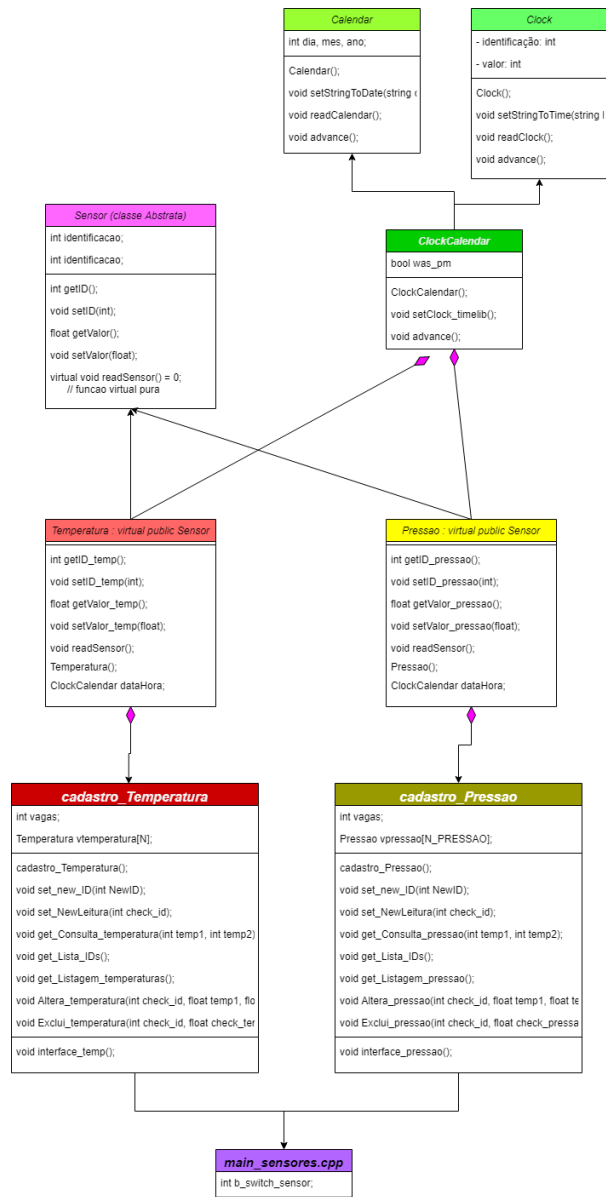 Calendar
int dia, mes, ano;
Calendar();
void setStringToDate(string
void readCalendar();
void advance();
Clock
- identificação: int
- valor: int
Clock();
void setStringToTime(string
void readClock();
void advance();
Sensor (classe Abstrata)
int identificacao;
int identificacao;
int getID();
void setID(int);
float getValor();
void setValor(float);
virtual void readSensor() = 0;
// funcao virtual pura
ClockCalendar
bool was_pm
ClockCalendar();
void setClock_timelib();
void advance();
Temperatura : virtual public Sensor
int getID_temp();
void setID_temp(int);
float getValor_temp();
void setValor_temp(float);
void readSensor();
Temperatura();
ClockCalendar dataHora;
Pressao : virtual public Sensor
int getID_pressao();
void setID_pressao(int);
float getValor_pressao();
void setValor_pressao(float);
void readSensor();
Pressao();
ClockCalendar dataHora;
cadastro_Temperatura
int vagas;
Temperatura vtemperatura[N];
cadastro_Temperatura();
void set_new_ID(int NewID);
void set_NewLeitura(int check_id);
void get_Consulta_temperatura(int temp1, int temp2)
void get_Lista_IDs();
void get_Listagem_temperaturas();
void Altera_temperatura(int check_id, float temp1, flo
void Exclui_temperatura(int check_id, float check_ter
void interface_temp();
cadastro_Pressao
int vagas;
Pressao vpressao[N_PRESSAO];
cadastro_Pressao();
void set_new_ID(int NewID);
void set_NewLeitura(int check_id);
void get_Consulta_pressao(int temp1, int temp2);
void get_Lista_IDs();
void get_Listagem_pressao();
void Altera_pressao(int check_id, float temp1, float te
void Exclui_pressao(int check_id, float check_pressa
void interface_pressao();
main_sensores.cpp
int b_switch_sensor;